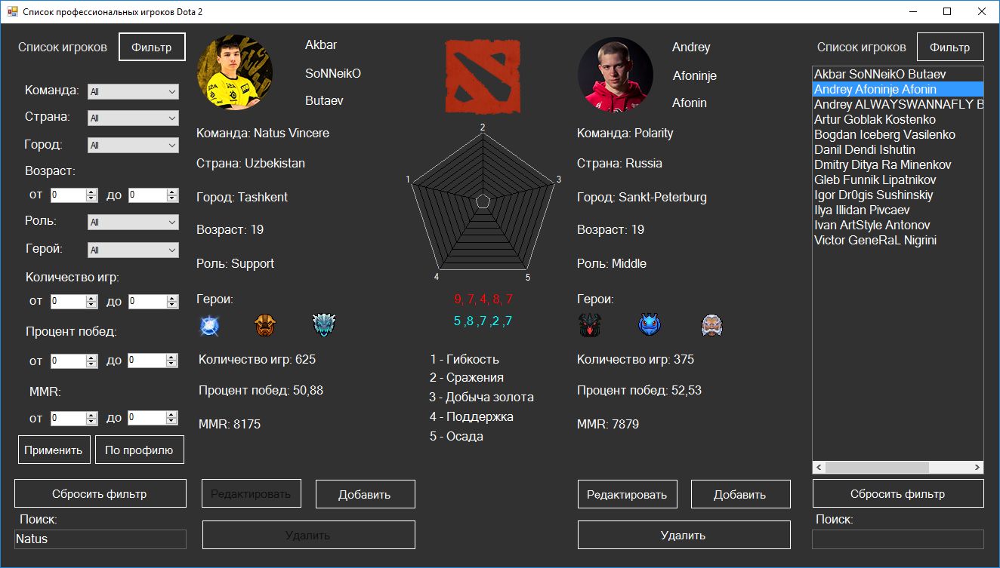 Список профессиональных игроков Dota 2
Список игроков
Фильтр
Команда: All
Страна: All
Город: All
Возраст:
от 0 до 0
Роль: All
Герой: All
Количество игр:
от 0 до 0
Процент побед:
от 0 до 0
MMR:
от 0 до 0
Применить
По профилю
Сбросить фильтр
Поиск:
Natus
Akbar
SoNNeikO
Butaev
Команда: Natus Vincere
Страна: Uzbekistan
Город: Tashkent
Возраст: 19
Роль: Support
Герои:
Количество игр: 625
Процент побед: 50,88
MMR: 8175
Редактировать
Добавить
Удалить
2
1
3
4
5
9, 7, 4, 8, 7
5 ,8 ,7 ,2 ,7
1 - Гибкость
2 - Сражения
3 - Добыча золота
4 - Поддержка
5 - Осада
Andrey
Afoninje
Afonin
Команда: Polarity
Страна: Russia
Город: Sankt-Peterburg
Возраст: 19
Роль: Middle
Герои:
Количество игр: 375
Процент побед: 52,53
MMR: 7879
Редактировать
Добавить
Удалить
Список игроков
Фильтр
Akbar SoNNeikO Butaev
Andrey Afoninje Afonin
Andrey ALWAYSWANNAFLY B
Artur Goblak Kostenko
Bogdan Iceberg Vasilenko
Danil Dendi Ishutin
Dmitry Ditya Ra Minenkov
Gleb Funnik Lipatnikov
Igor Dr0gis Sushinskiy
Ilya Illidan Pivcaev
Ivan ArtStyle Antonov
Victor GeneRaL Nigrini
Сбросить фильтр
Поиск: